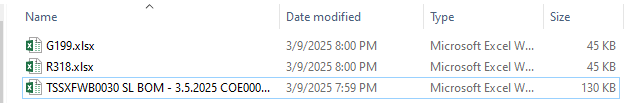 Name Date modified Type Size
G199.xlsx 3/9/2025 8:00 PM Microsoft Excel W... 45 KB
R318.xlsx 3/9/2025 8:00 PM Microsoft Excel W... 45 KB
TSSXFWB0030 SL BOM - 3.5.2025 COE000... 3/9/2025 7:59 PM Microsoft Excel W... 130 KB